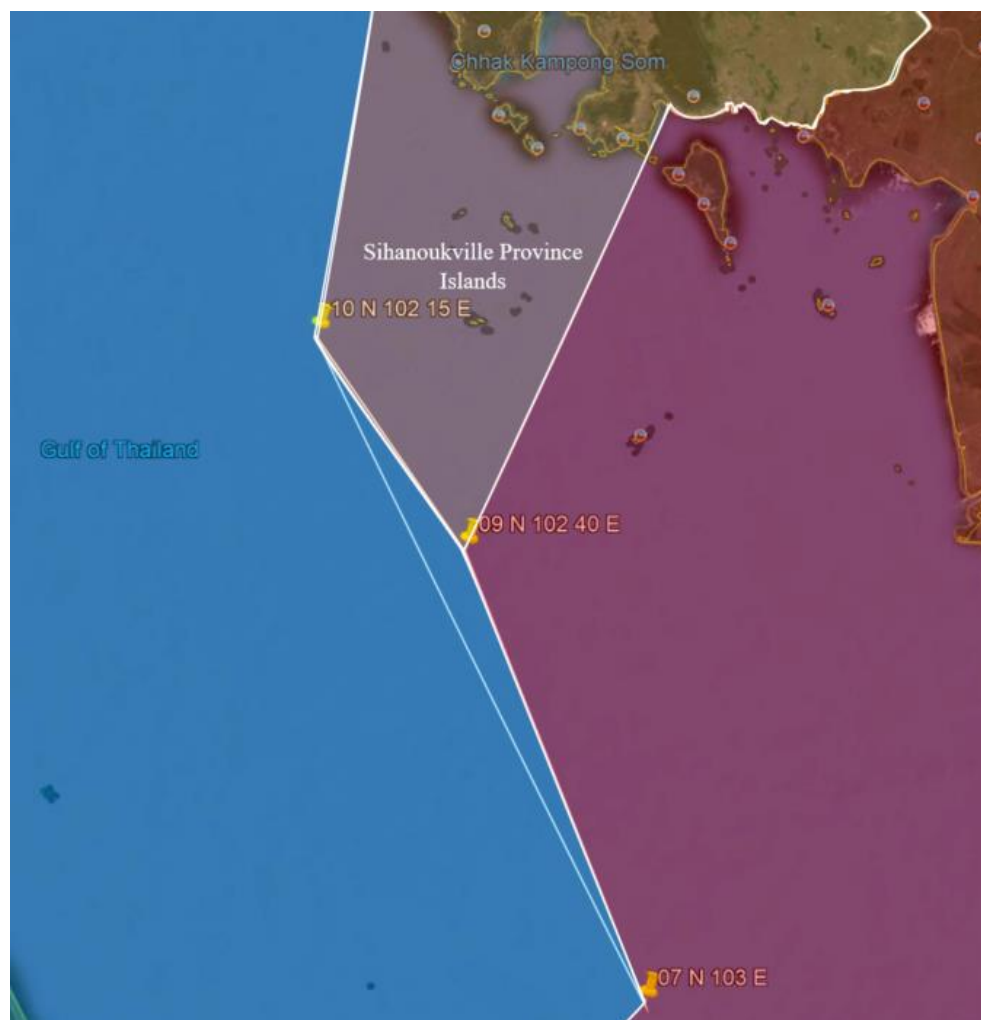 Chhak Kampong Som
Sihanoukville Province
Islands
10 N 102 15 E
Gulf of Thailand
09 N 102 40 E
07 N 103 E